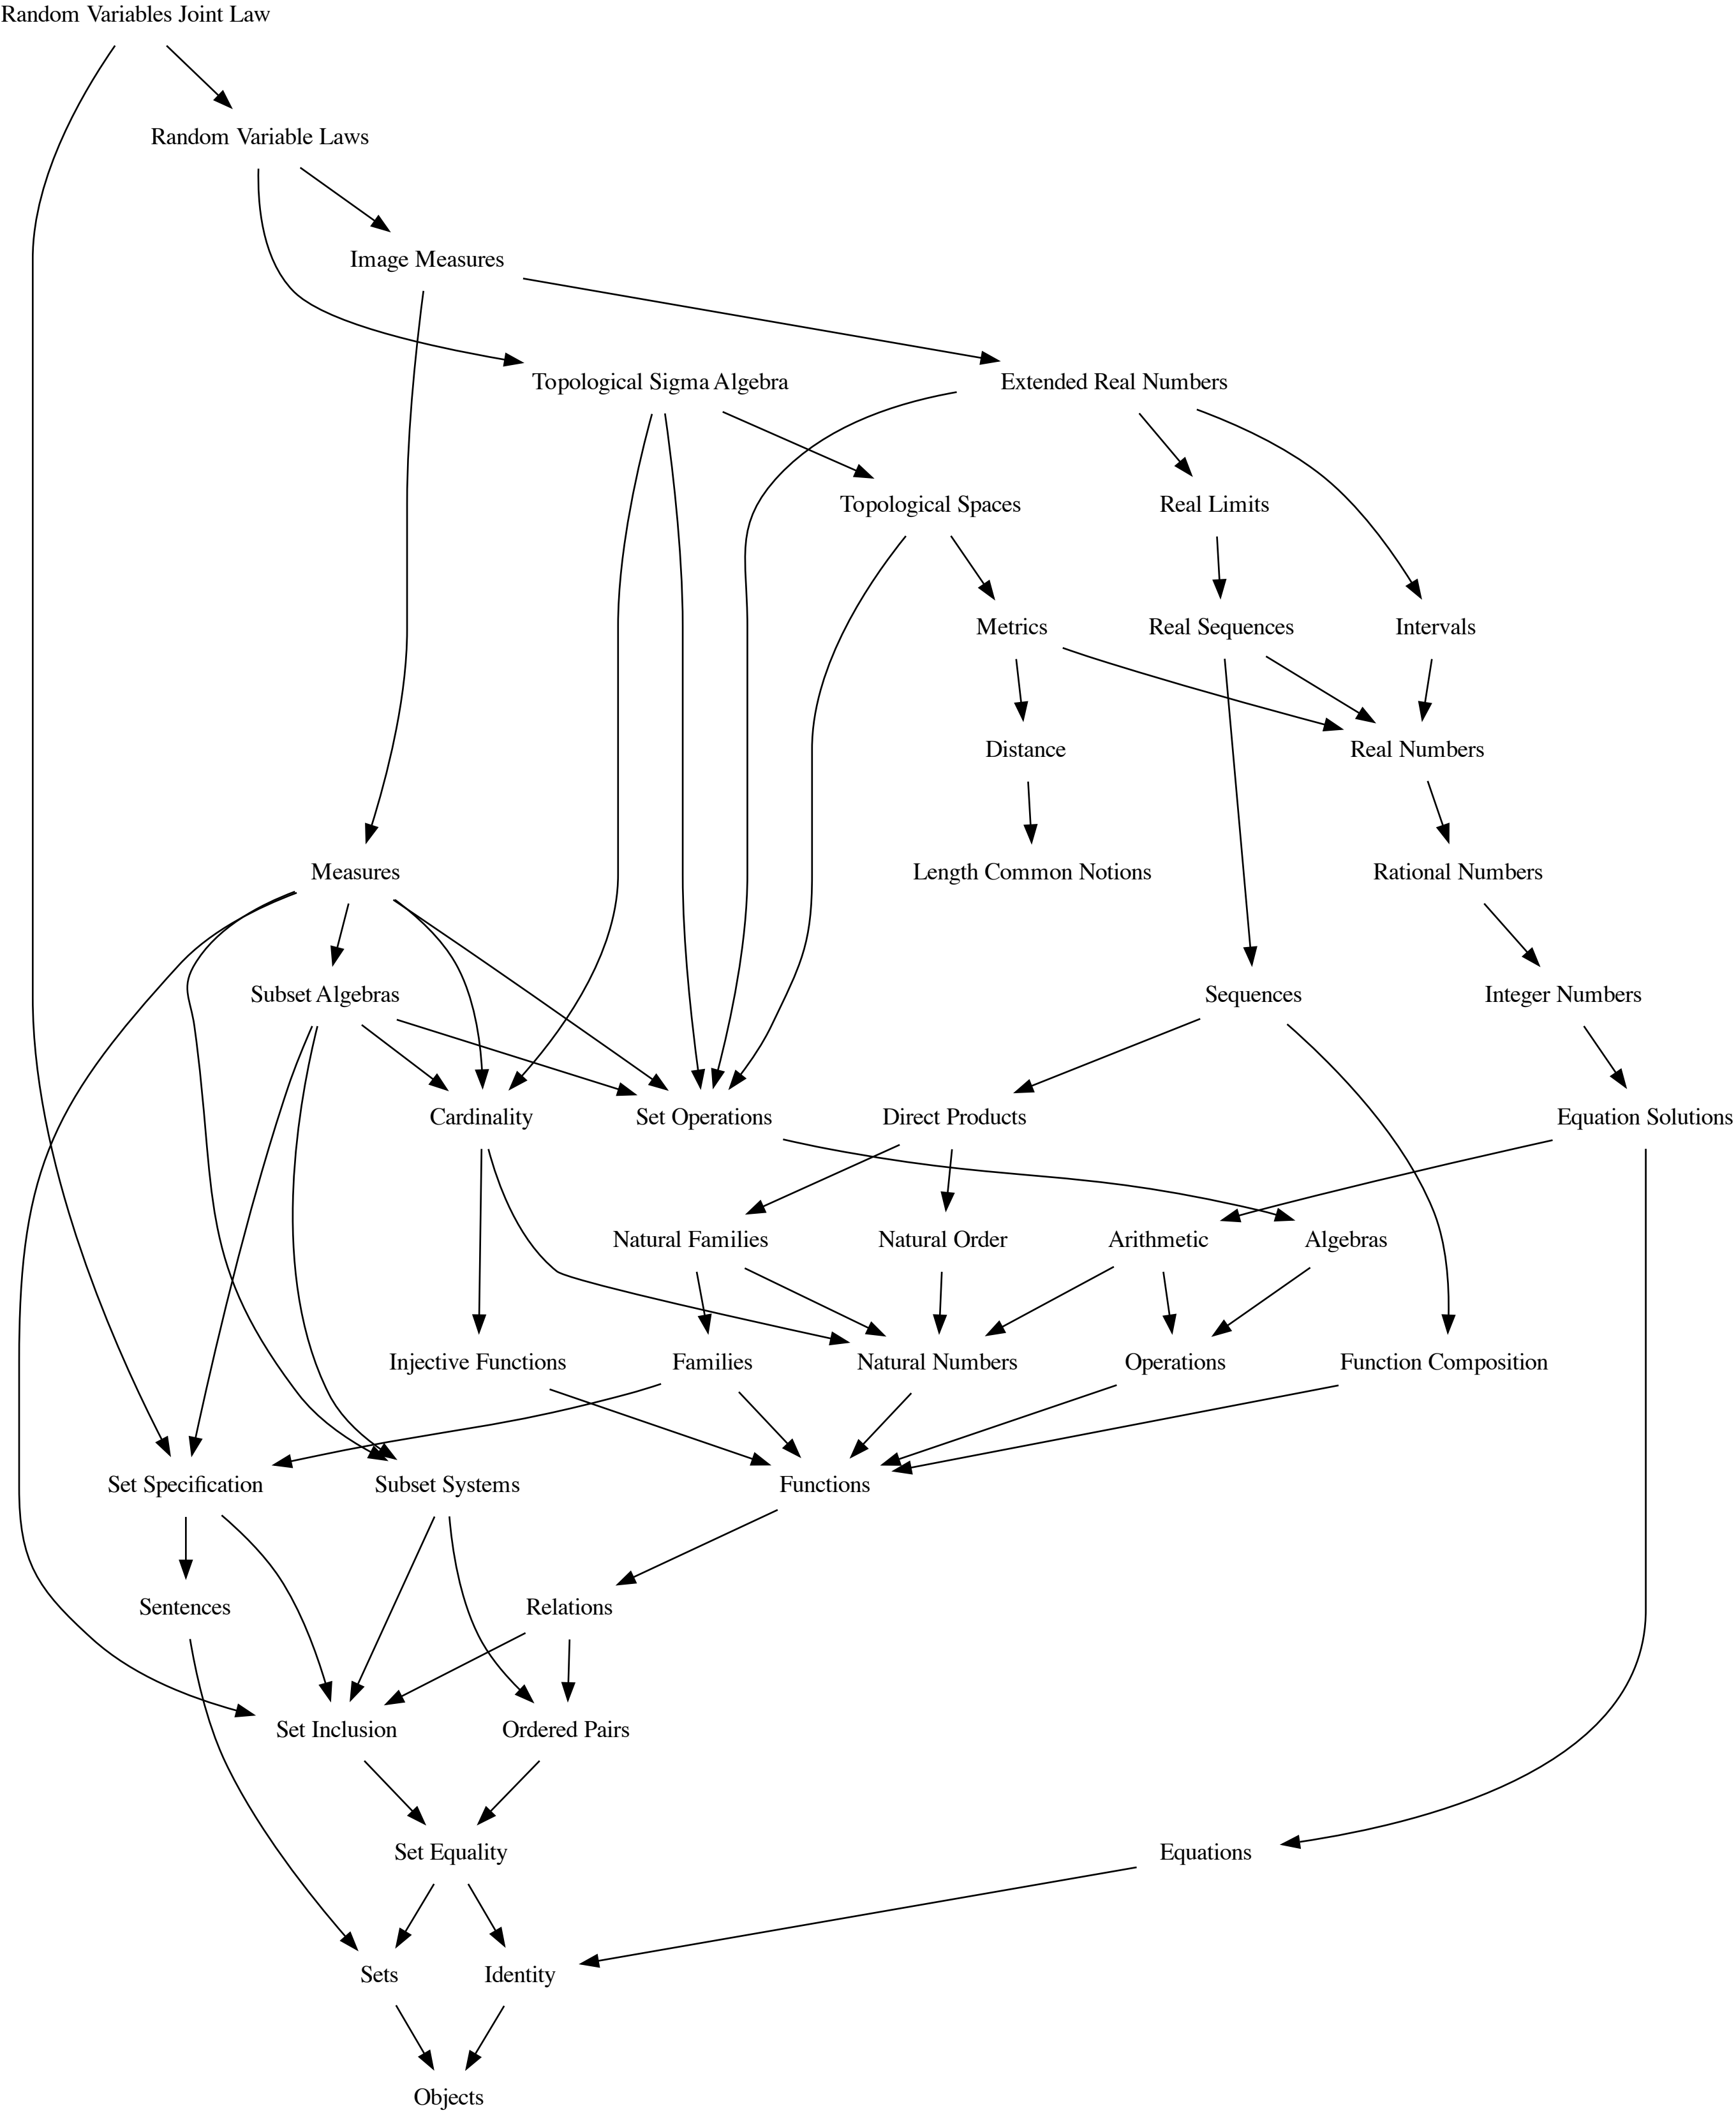 Random Variables Joint Law
Random Variable Laws
Image Measures
Topological Sigma Algebra
Extended Real Numbers
Topological Spaces
Real Limits
Metrics
Real Sequences
Intervals
Distance
Real Numbers
Measures
Length Common Notions
Rational Numbers
Subset Algebras
Sequences
Integer Numbers
Cardinality
Set Operations
Direct Products
Equation Solutions
Natural Families
Natural Order
Arithmetic
Algebras
Injective Functions
Families
Natural Numbers
Operations
Function Composition
Set Specification
Subset Systems
Functions
Sentences
Relations
Set Inclusion
Ordered Pairs
Set Equality
Equations
Sets
Identity
Objects